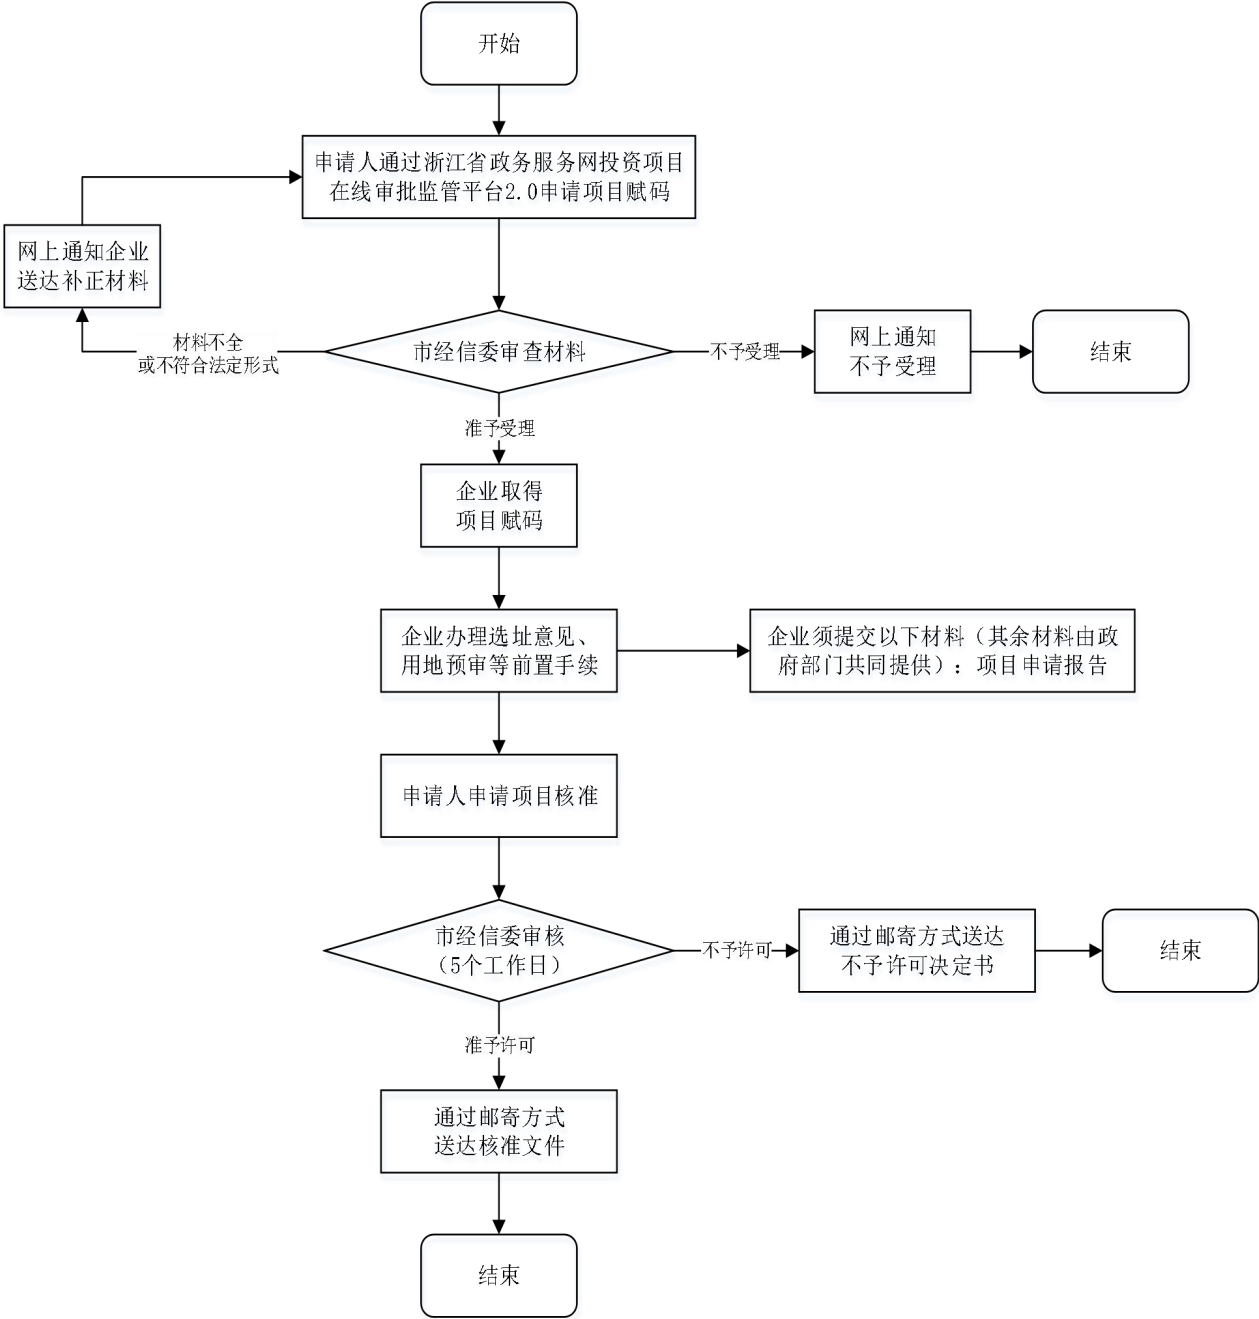 开始
申请人通过浙江省政务服务网投资项目
在线审批监管平台2.0申请项目赋码
网上通知企业
送达补正材料
材料不全
或不符合法定形式
市经信委审查材料
不予受理
网上通知
不予受理
结束
准予受理
企业取得
项目赋码
企业办理选址意见、
用地预审等前置手续
企业须提交以下材料（其余材料由政
府部门共同提供）：项目申请报告
申请人申请项目核准
市经信委审核
（5个工作日）
不予许可
通过邮寄方式送达
不予许可决定书
结束
准予许可
通过邮寄方式
送达核准文件
结束